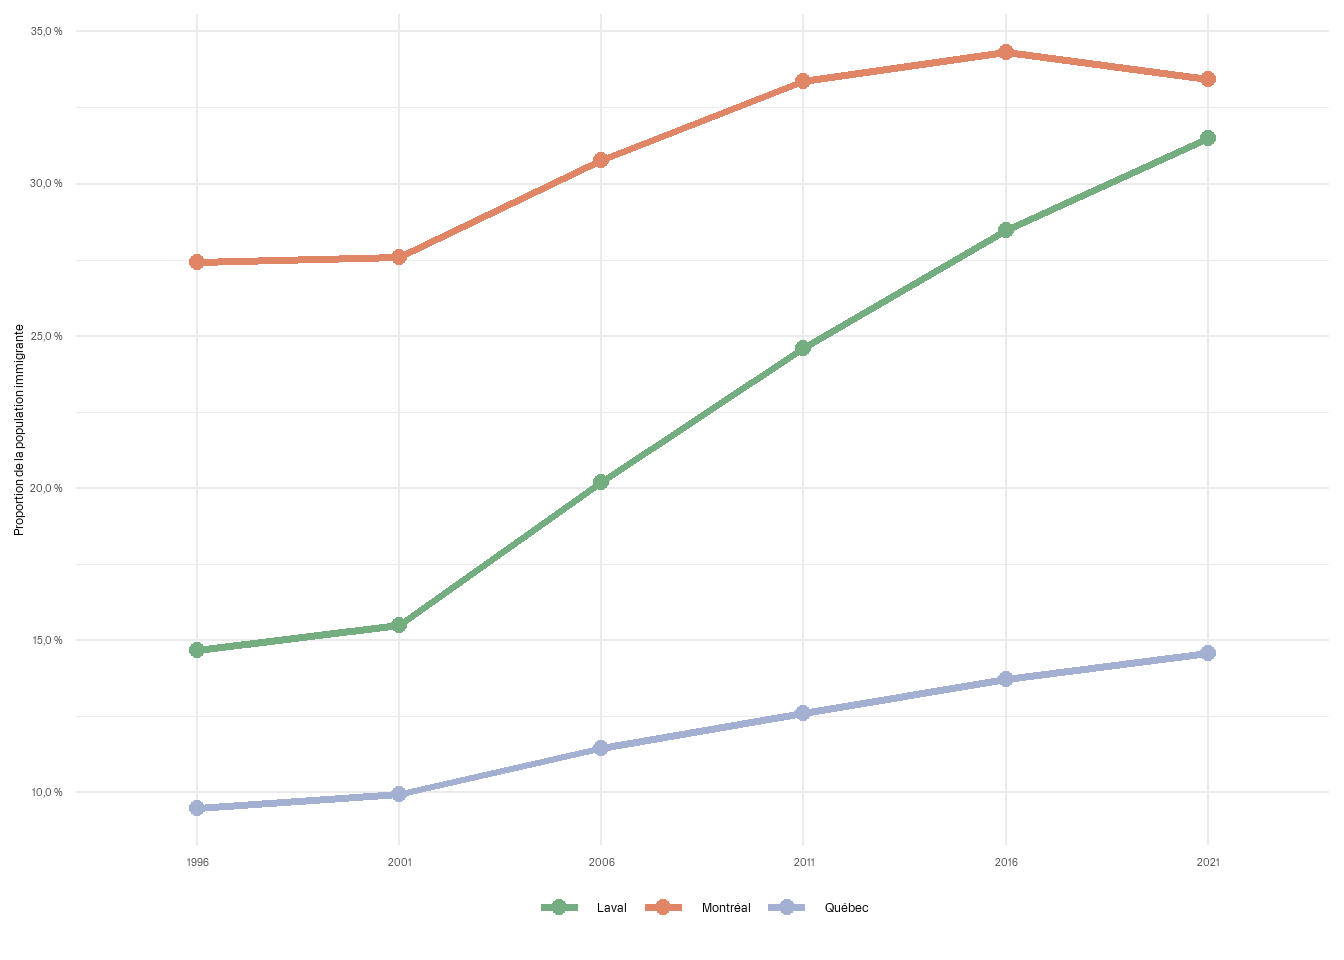 35,0 %
30,0 %
25,0 %
20,0 %
15,0 %
10,0 %
Proportion de la population immigrante
1996 2001 2006 2011 2016 2021
Laval Montréal Québec